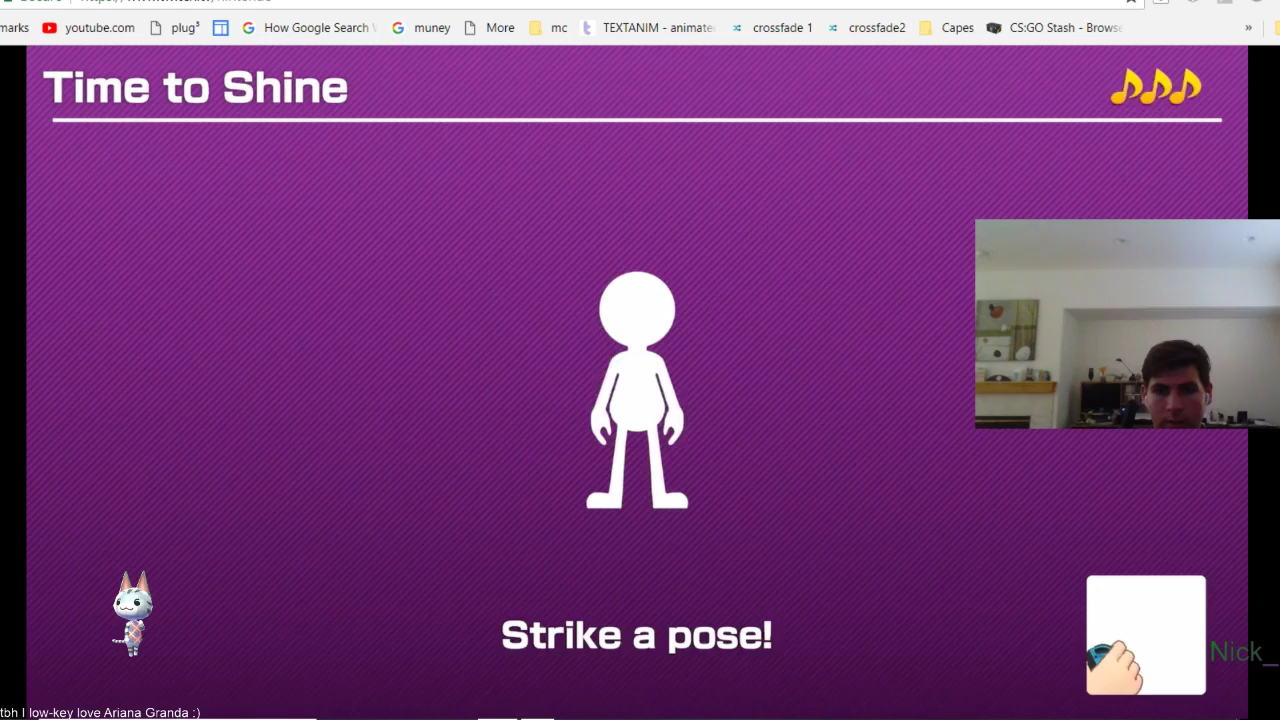 marks youtube.com plug³ How Google Search muney More mc TEXTANIM - animate crossfade 1 crossfade2 Capes CS:GO Stash - Browse »
Time to Shine
Strike a pose!
Nick_
tbh I low-key love Ariana Granda :)